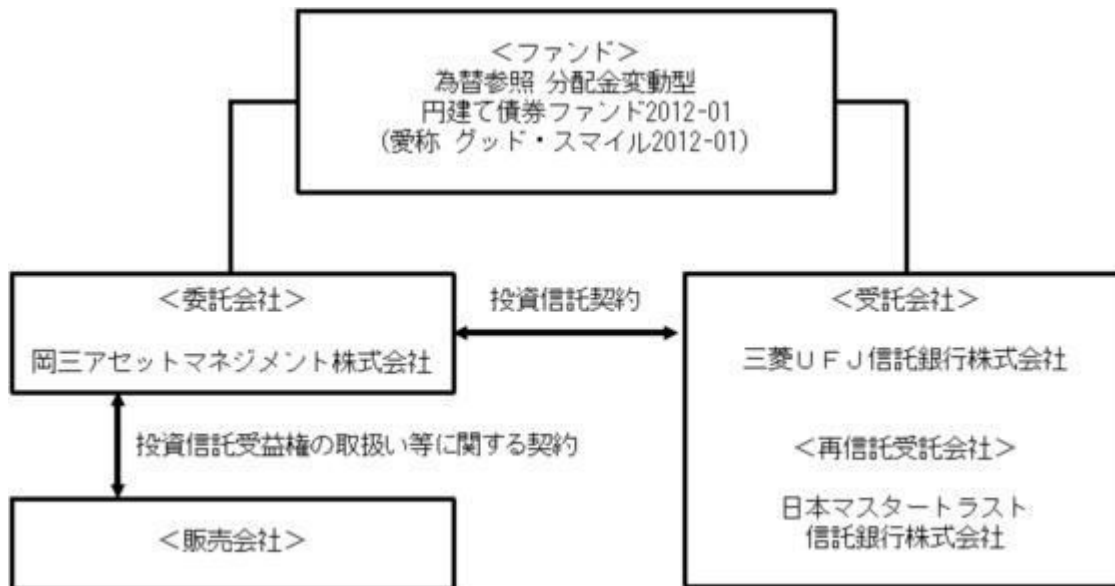 ＜ファンド＞
為替参照 分配金変動型
円建て債券ファンド2012-01
(愛称 グッド・スマイル2012-01)
＜委託会社＞
岡三アセットマネジメント株式会社
投資信託契約
＜受託会社＞
三菱ＵＦＪ信託銀行株式会社
＜再信託受託会社＞
日本マスタートラスト
信託銀行株式会社
投資信託受益権の取扱い等に関する契約
＜販売会社＞